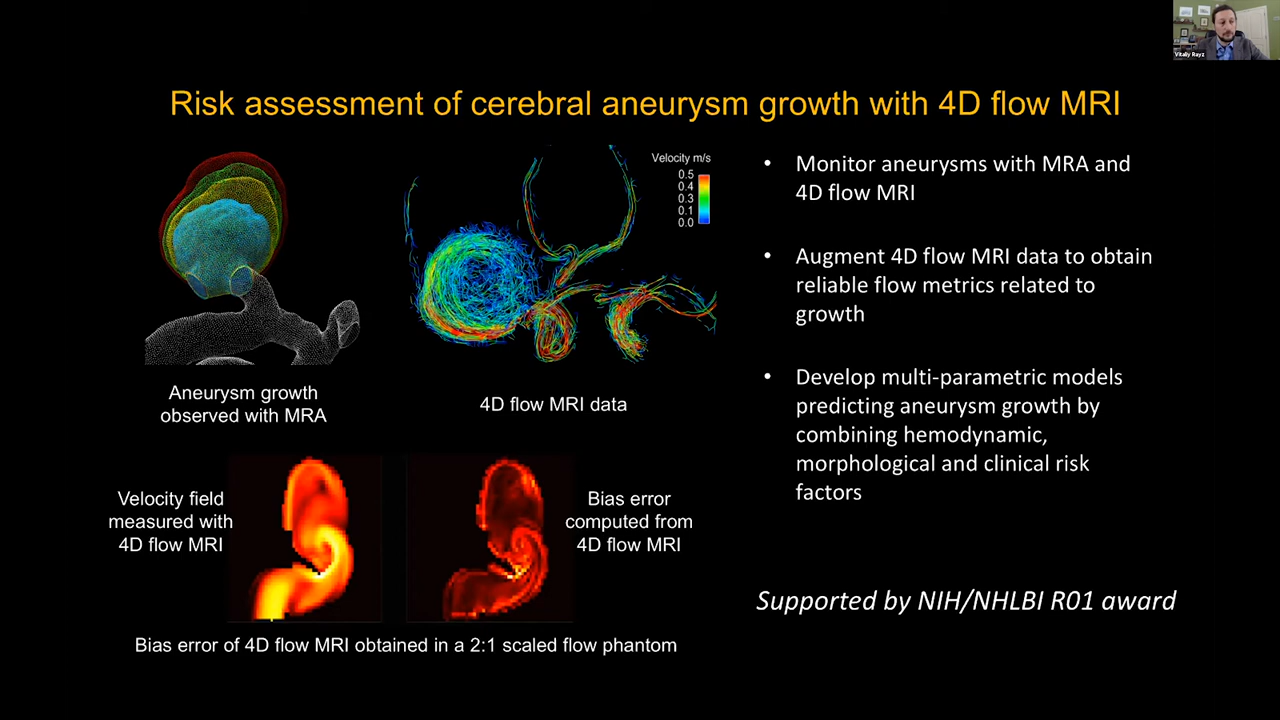 Vitaliy Rayz
Risk assessment of cerebral aneurysm growth with 4D flow MRI
Velocity m/s
0.5
0.4
0.3
0.1
0.0
Aneurysm growth
observed with MRA
4D flow MRI data
Velocity field
measured with
4D flow MRI
Bias error
computed from
4D flow MRI
Bias error of 4D flow MRI obtained in a 2:1 scaled flow phantom
• Monitor aneurysms with MRA and
4D flow MRI
• Augment 4D flow MRI data to obtain
reliable flow metrics related to
growth
• Develop multi-parametric models
predicting aneurysm growth by
combining hemodynamic,
morphological and clinical risk
factors
Supported by NIH/NHLBI R01 award